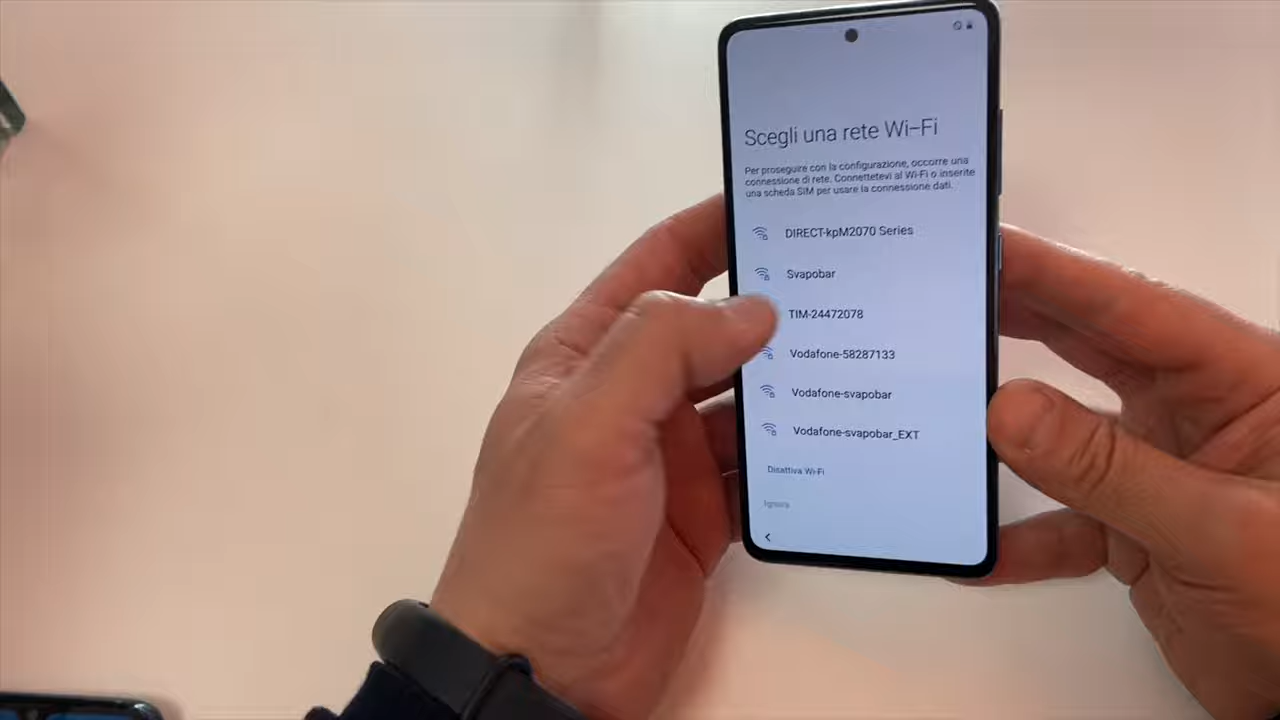 Scegli una rete Wi-Fi
Per proseguire con la configurazione, occorre una
connessione di rete. Connettetevi al Wi-Fi o inserite
una scheda SIM per usare la connessione dati.
DIRECT-kpM2070 Series
Svapobar
TIM-24472078
Vodafone-58287133
Vodafone-svapobar
Vodafone-svapobar_EXT
Disattiva Wi-Fi
Ignora